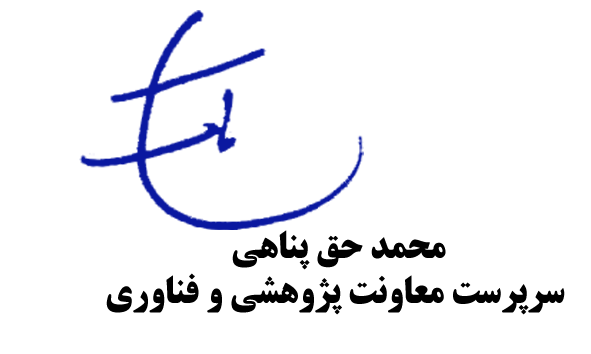 محمد حق پناهی
سرپرست معاونت پژوهشی و فناوری